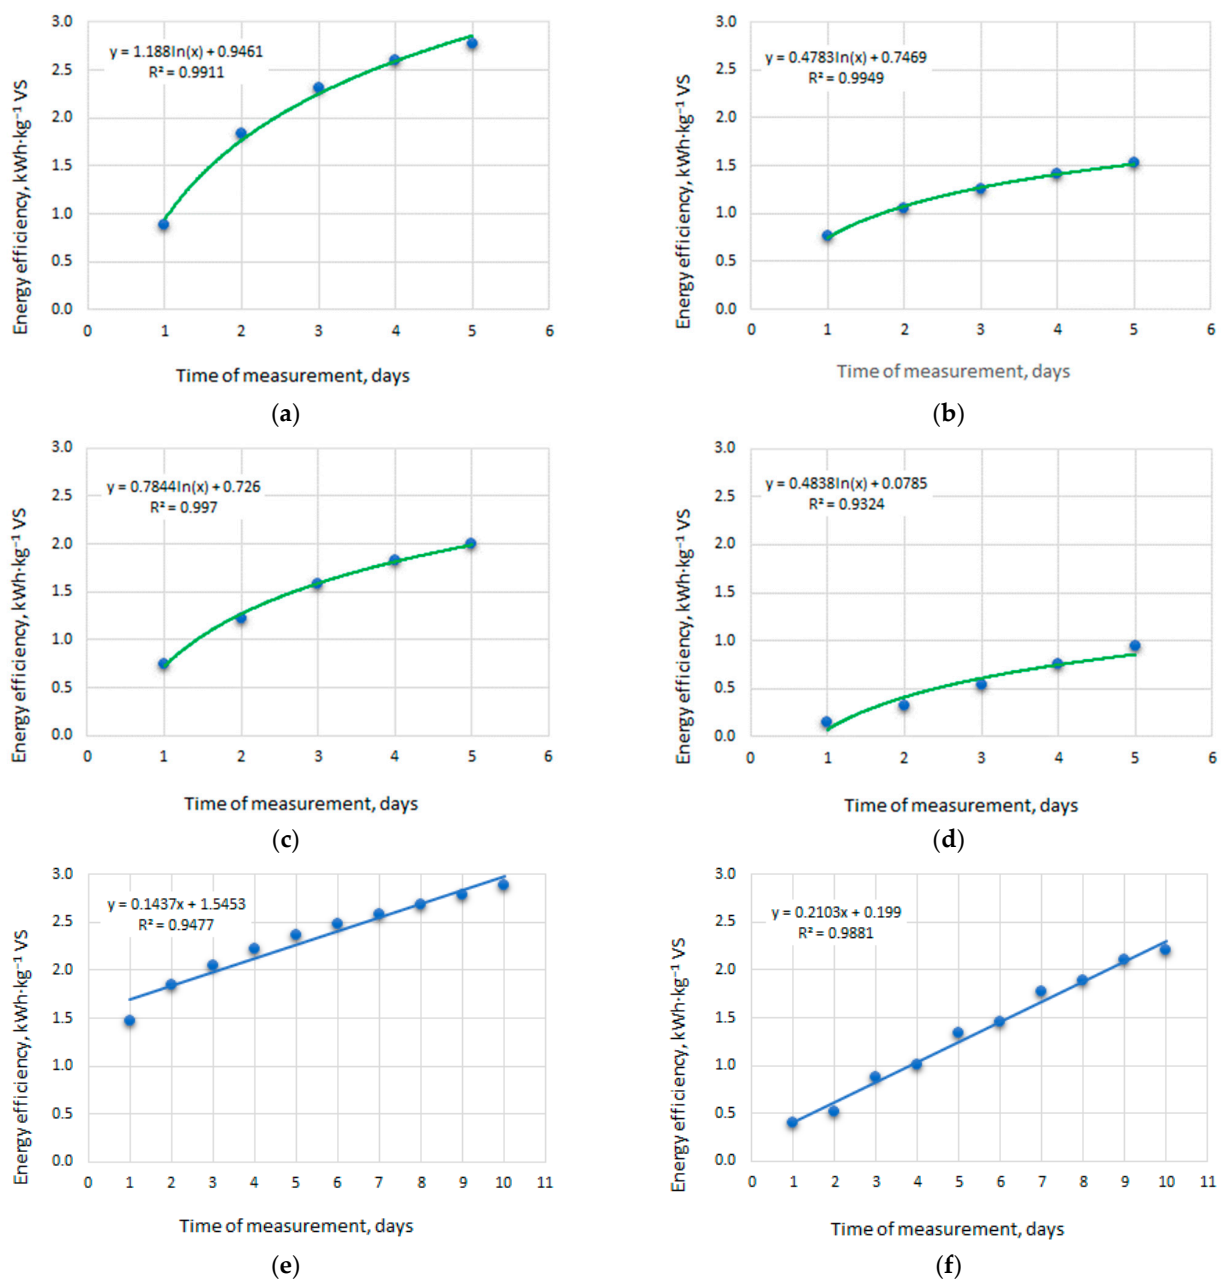 Energy efficiency, kWh·kg⁻¹ VS
3.0
2.5
2.0
1.5
1.0
0.5
0.0
y = 1.188ln(x) + 0.9461
R² = 0.9911
0 1 2 3 4 5 6
Time of measurement, days
(a)
Energy efficiency, kWh·kg⁻¹ VS
3.0
2.5
2.0
1.5
1.0
0.5
0.0
y = 0.4783ln(x) + 0.7469
R² = 0.9949
0 1 2 3 4 5 6
Time of measurement, days
(b)
Energy efficiency, kWh·kg⁻¹ VS
3.0
2.5
2.0
1.5
1.0
0.5
0.0
y = 0.7844ln(x) + 0.726
R² = 0.997
0 1 2 3 4 5 6
Time of measurement, days
(c)
Energy efficiency, kWh·kg⁻¹ VS
3.0
2.5
2.0
1.5
1.0
0.5
0.0
y = 0.4838ln(x) + 0.0785
R² = 0.9324
0 1 2 3 4 5 6
Time of measurement, days
(d)
Energy efficiency, kWh·kg⁻¹ VS
3.0
2.5
2.0
1.5
1.0
0.5
0.0
y = 0.1437x + 1.5453
R² = 0.9477
0 1 2 3 4 5 6 7 8 9 10 11
Time of measurement, days
(e)
Energy efficiency, kWh·kg⁻¹ VS
3.0
2.5
2.0
1.5
1.0
0.5
0.0
y = 0.2103x + 0.199
R² = 0.9881
0 1 2 3 4 5 6 7 8 9 10 11
Time of measurement, days
(f)